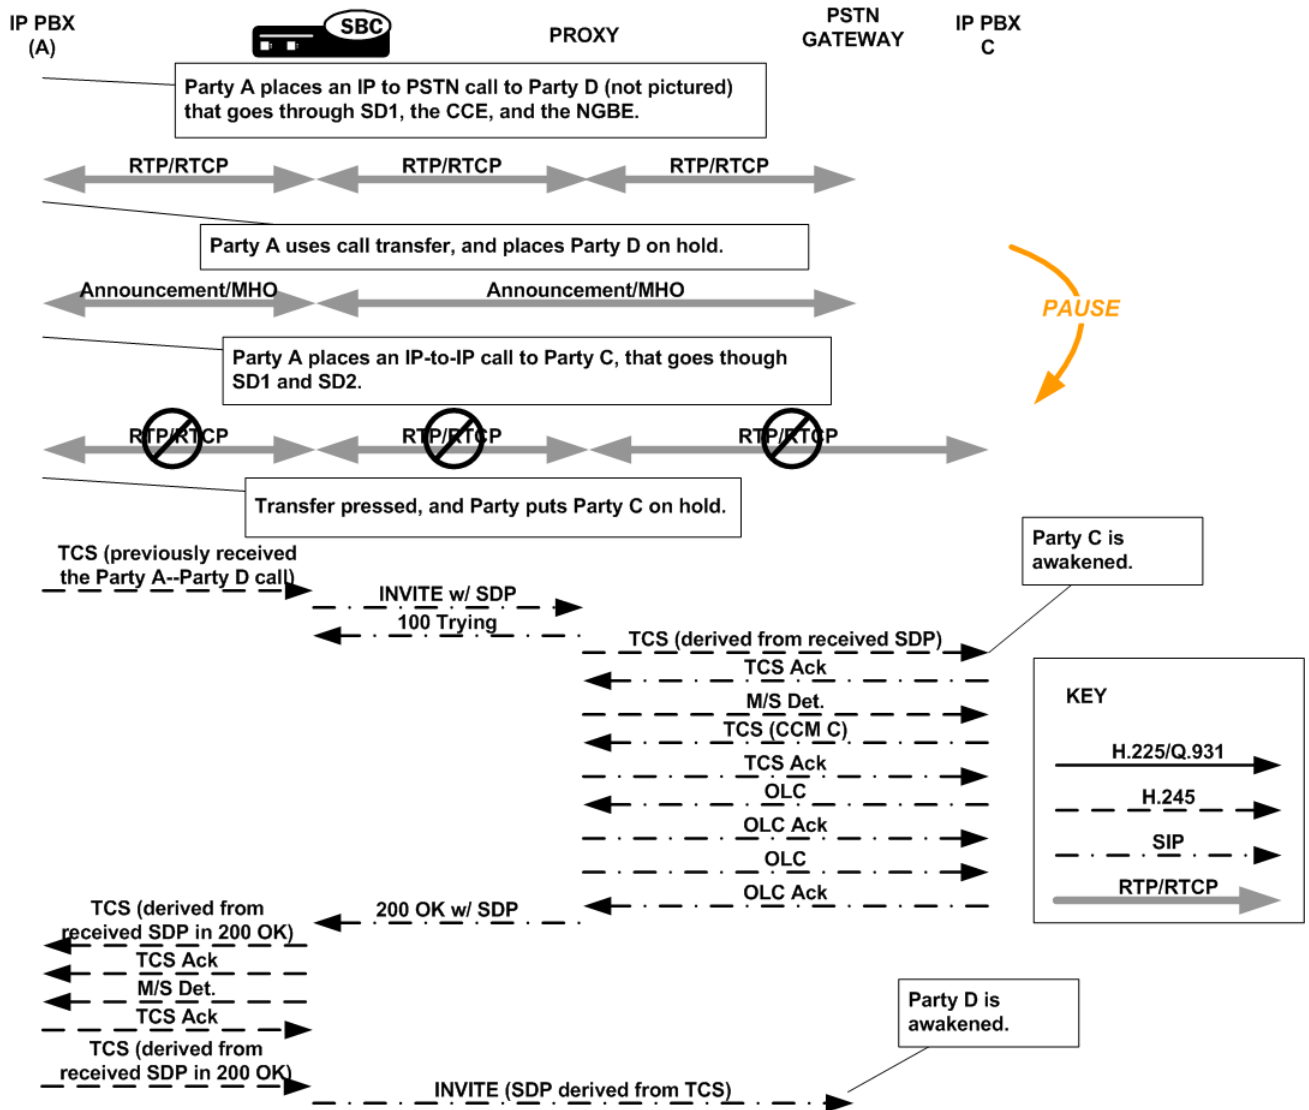 IP PBX
(A)
SBC
PROXY
PSTN
GATEWAY
IP PBX
C
Party A places an IP to PSTN call to Party D (not pictured)
that goes through SD1, the CCE, and the NGBE.
RTP/RTCP
RTP/RTCP
RTP/RTCP
Party A uses call transfer, and places Party D on hold.
Announcement/MHO
Announcement/MHO
PAUSE
Party A places an IP-to-IP call to Party C, that goes though
SD1 and SD2.
RTP/RTCP
RTP/RTCP
RTP/RTCP
Transfer pressed, and Party puts Party C on hold.
Party C is
awakened.
TCS (previously received
the Party A--Party D call)
INVITE w/ SDP
100 Trying
TCS (derived from received SDP)
TCS Ack
M/S Det.
TCS (CCM C)
TCS Ack
OLC
OLC Ack
OLC
OLC Ack
KEY
H.225/Q.931
H.245
SIP
RTP/RTCP
200 OK w/ SDP
TCS (derived from
received SDP in 200 OK)
TCS Ack
M/S Det.
TCS Ack
TCS (derived from
received SDP in 200 OK)
Party D is
awakened.
INVITE (SDP derived from TCS)